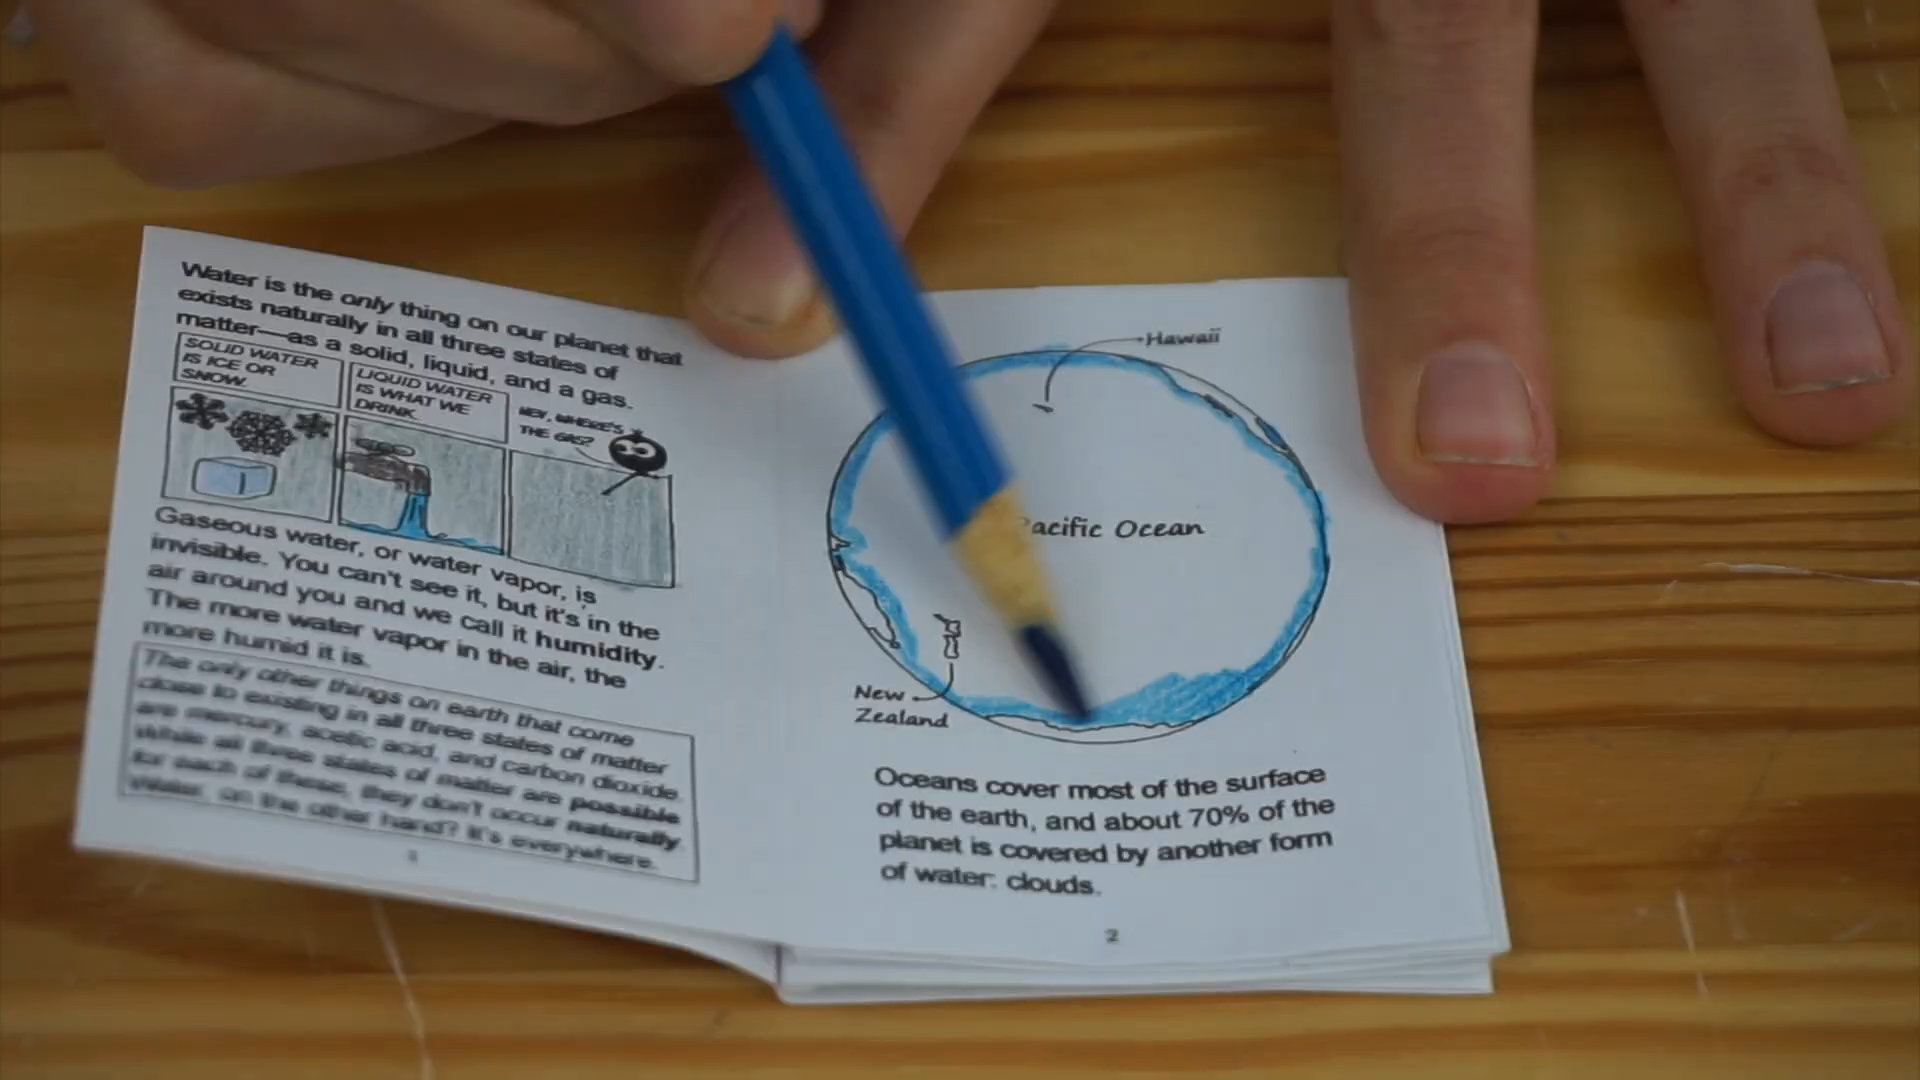 Water is the only thing on our planet that
exists naturally in all three states of
matter—as a solid, liquid, and a gas.
SOLID WATER
IS ICE OR
SNOW.
LIQUID WATER
IS WHAT WE
DRINK.
HEY, WHERE'S
THE GAS?
Gaseous water, or water vapor, is
invisible. You can't see it, but it's in the
air around you and we call it humidity.
The more water vapor in the air, the
more humid it is.
The only other things on earth that come
close to existing in all three states of matter
are mercury, acetic acid, and carbon dioxide.
While all three states of matter are possible
for each of these, they don't occur naturally.
Water, on the other hand? It's everywhere.
1
Hawaii
acific Ocean
New
Zealand
Oceans cover most of the surface
of the earth, and about 70% of the
planet is covered by another form
of water: clouds.
2